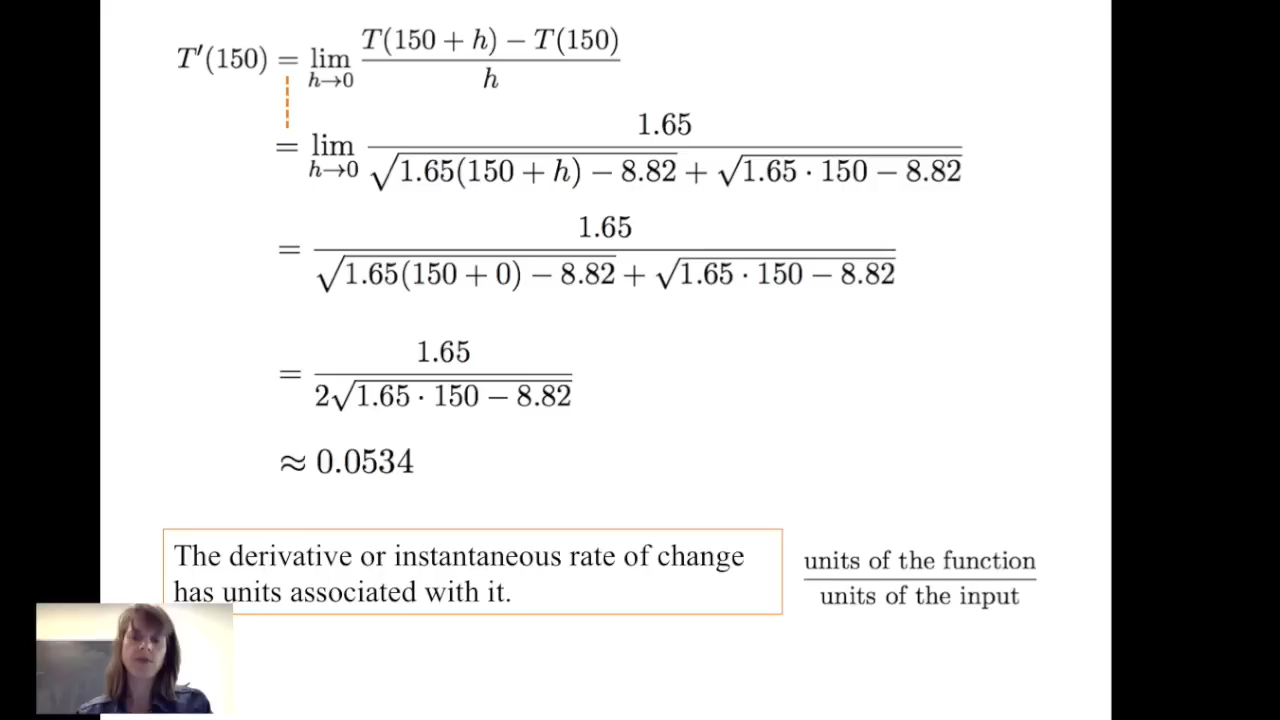 T′(150) = lim h→0 T(150 + h) − T(150) / h
= lim h→0 1.65 / √(1.65(150 + h) − 8.82) + √(1.65 · 150 − 8.82)
= 1.65 / √(1.65(150 + 0) − 8.82) + √(1.65 · 150 − 8.82)
= 1.65 / 2√(1.65 · 150 − 8.82)
≈ 0.0534
The derivative or instantaneous rate of change
has units associated with it.
units of the function
units of the input